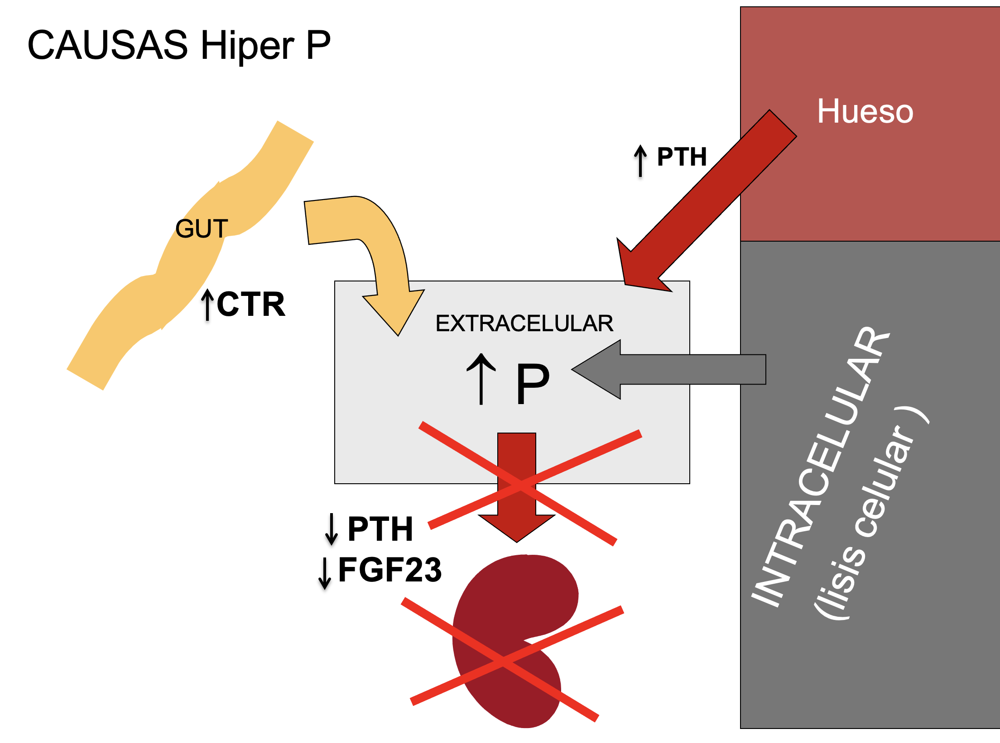 CAUSAS Hiper P
Hueso
↑ PTH
GUT
↑CTR
EXTRACELULAR
↑ P
INTRACELULAR
(lisis celular )
↓ PTH
↓ FGF23